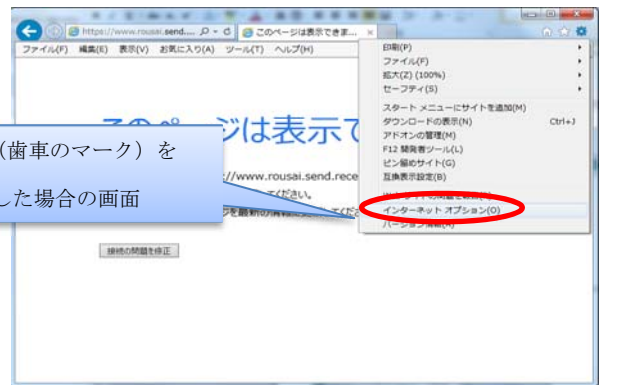 https://www.rousai.send....
このページは表示できま...
ファイル(F) 編集(E) 表示(V) お気に入り(A) ツール(T) ヘルプ(H)
印刷(P)
ファイル(F)
拡大(Z) (100%)
セーフティ(S)
スタート メニューにサイトを追加(M)
ダウンロードの表示(N) Ctrl+J
アドオンの管理(M)
F12 開発者ツール(L)
ピン留めサイト(G)
互換表示設定(B)
インターネット オプション(O)
バージョン情報(A)
ジは表示で
(歯車のマーク) を
した場合の画面
//www.rousai.send.rece
てください。
接続の問題を修正